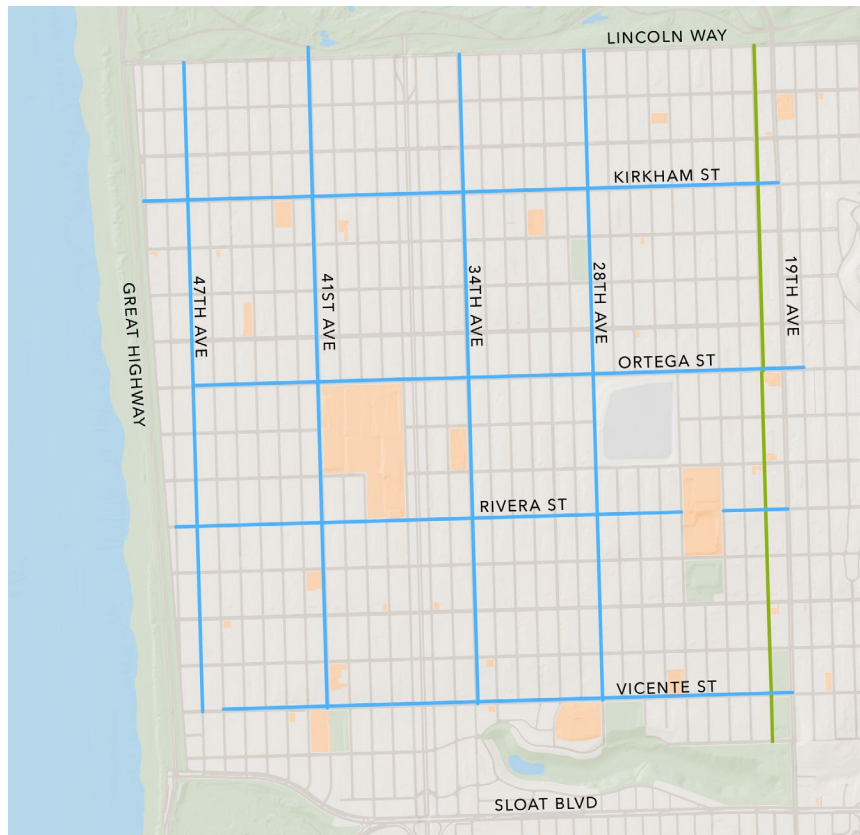 LINCOLN WAY
KIRKHAM ST
GREAT HIGHWAY
47TH AVE
41ST AVE
34TH AVE
28TH AVE
19TH AVE
ORTEGA ST
RIVERA ST
VICENTE ST
SLOAT BLVD